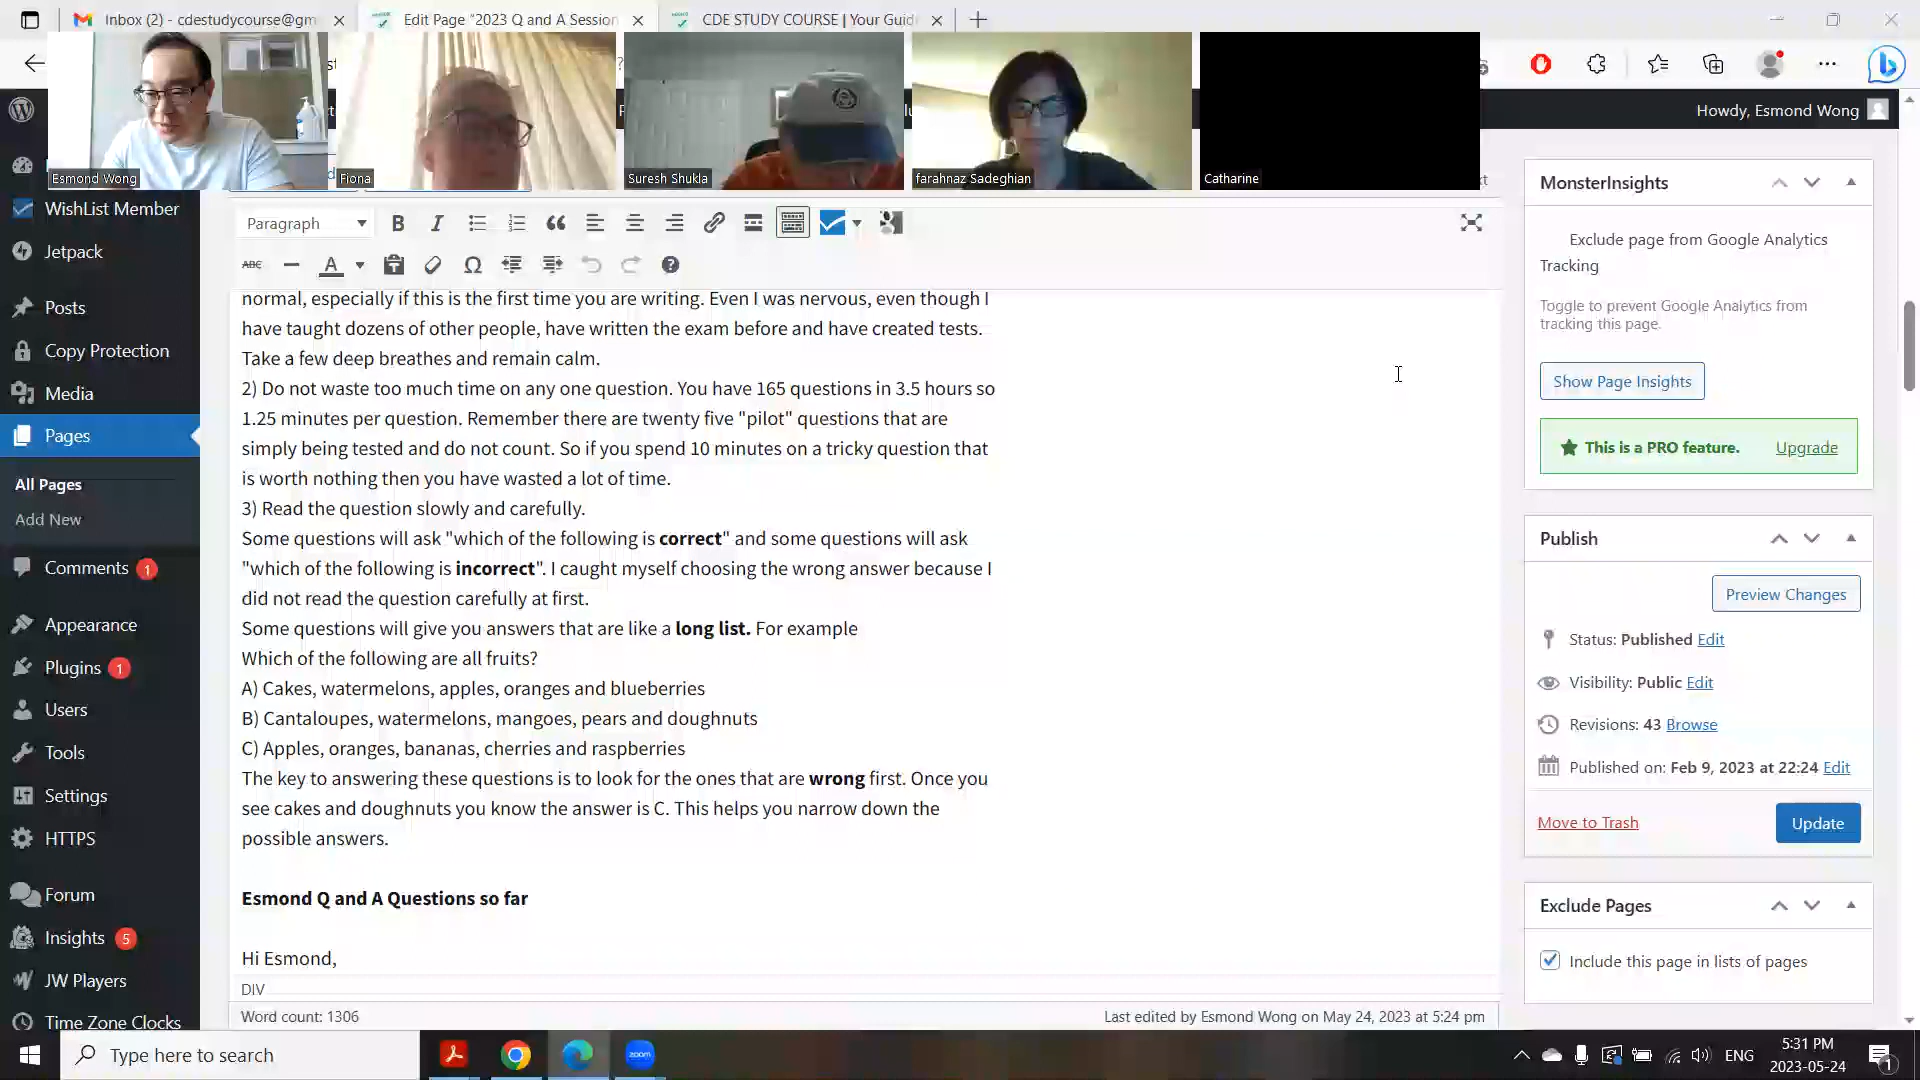 Inbox (2) - cdestudycourse@gm
Edit Page "2023 Q and A Session
CDE STUDY COURSE | Your Guid
Howdy, Esmond Wong
Esmond Wong
Fiona
Suresh Shukla
farahnaz Sadeghian
Catharine
WishList Member
Jetpack
Posts
Copy Protection
Media
Pages
All Pages
Add New
Comments 1
Appearance
Plugins 1
Users
Tools
Settings
HTTPS
Forum
Insights 5
JW Players
Time Zone Clocks
Paragraph
B I
ABC A Ω
normal, especially if this is the first time you are writing. Even I was nervous, even though I
have taught dozens of other people, have written the exam before and have created tests.
Take a few deep breathes and remain calm.
2) Do not waste too much time on any one question. You have 165 questions in 3.5 hours so
1.25 minutes per question. Remember there are twenty five "pilot" questions that are
simply being tested and do not count. So if you spend 10 minutes on a tricky question that
is worth nothing then you have wasted a lot of time.
3) Read the question slowly and carefully.
Some questions will ask "which of the following is correct" and some questions will ask
"which of the following is incorrect". I caught myself choosing the wrong answer because I
did not read the question carefully at first.
Some questions will give you answers that are like a long list. For example
Which of the following are all fruits?
A) Cakes, watermelons, apples, oranges and blueberries
B) Cantaloupes, watermelons, mangoes, pears and doughnuts
C) Apples, oranges, bananas, cherries and raspberries
The key to answering these questions is to look for the ones that are wrong first. Once you
see cakes and doughnuts you know the answer is C. This helps you narrow down the
possible answers.
Esmond Q and A Questions so far
Hi Esmond,
DIV
Word count: 1306
Last edited by Esmond Wong on May 24, 2023 at 5:24 pm
MonsterInsights
Exclude page from Google Analytics
Tracking
Toggle to prevent Google Analytics from
tracking this page.
Show Page Insights
This is a PRO feature. Upgrade
Publish
Preview Changes
Status: Published Edit
Visibility: Public Edit
Revisions: 43 Browse
Published on: Feb 9, 2023 at 22:24 Edit
Move to Trash
Update
Exclude Pages
Include this page in lists of pages
Type here to search
zoom
ENG
5:31 PM
2023-05-24
1